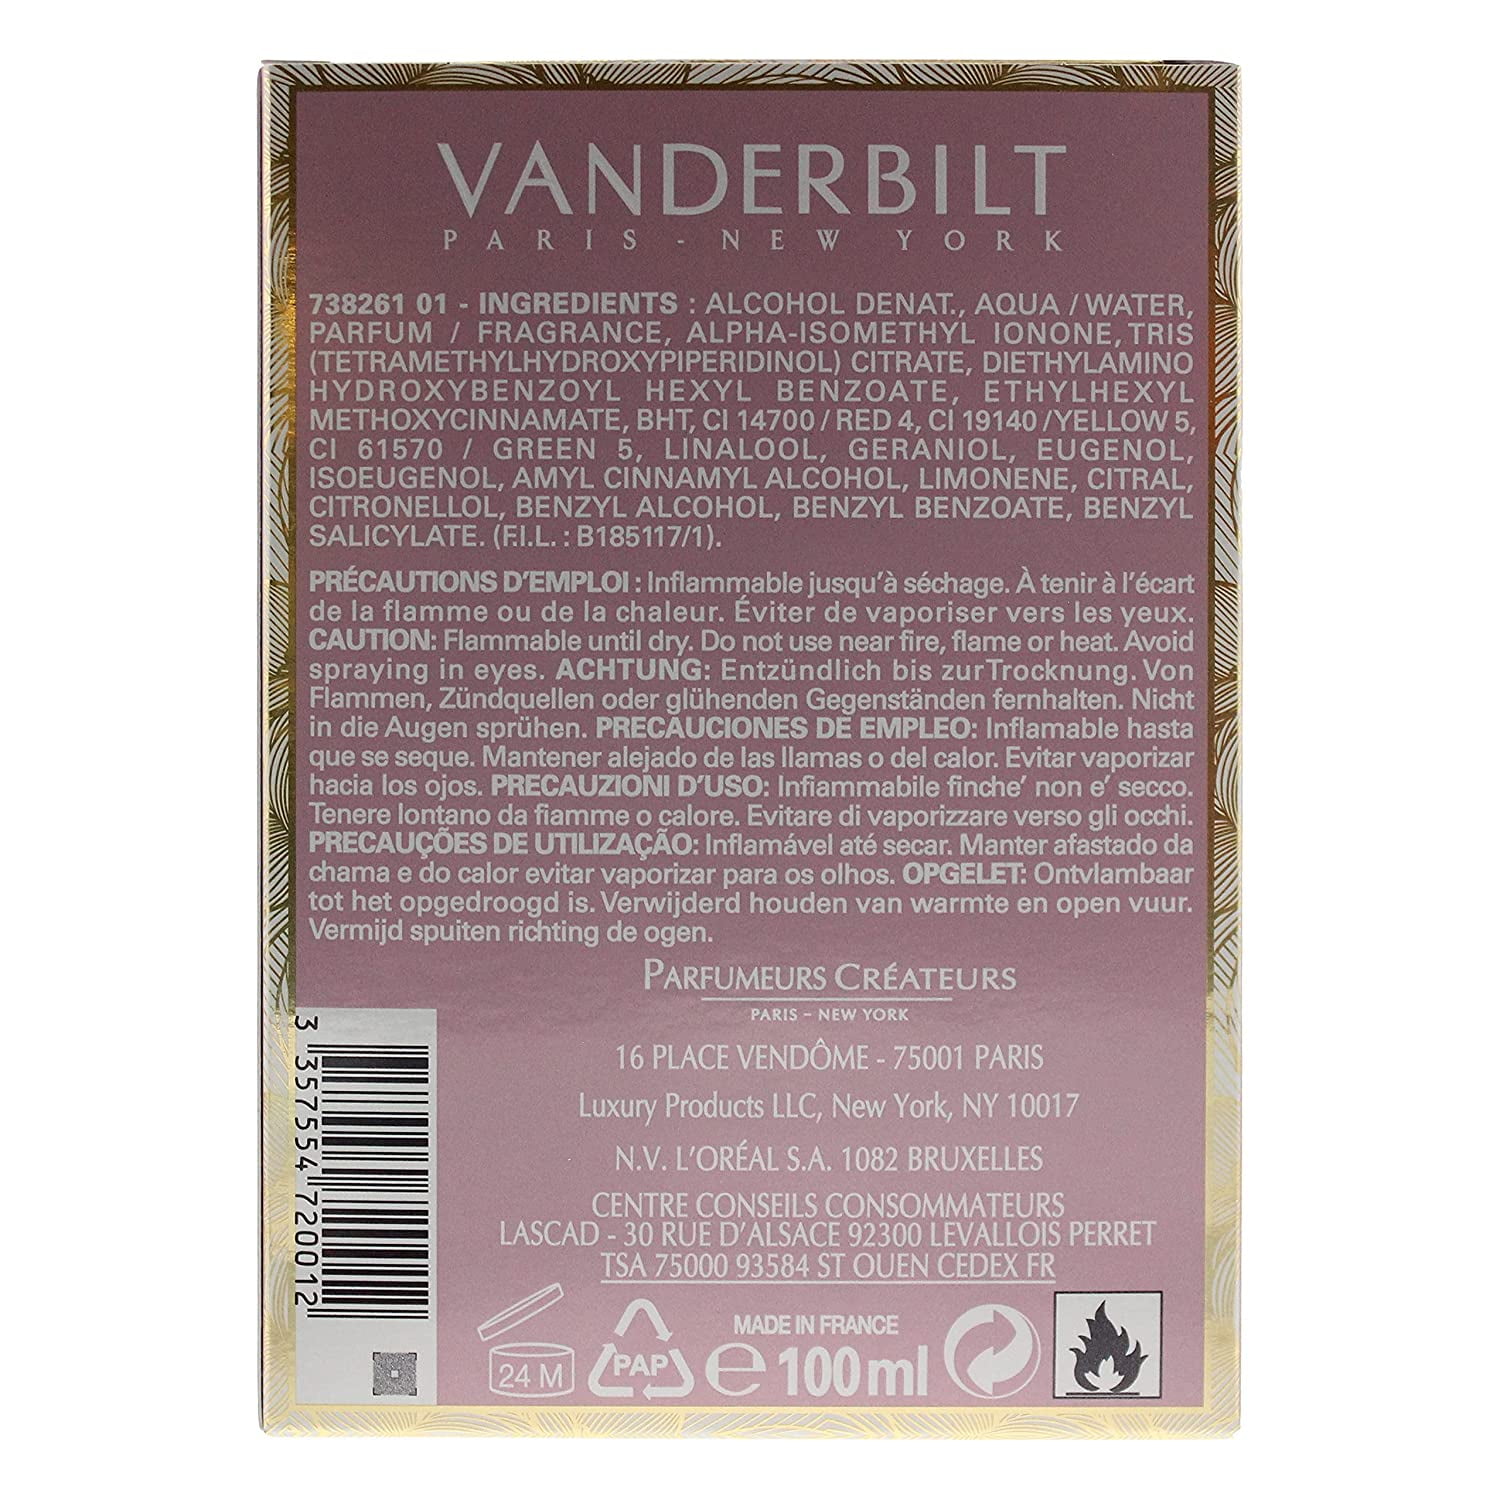 VANDERBILT
PARIS - NEW YORK
738261 01 - INGREDIENTS : ALCOHOL DENAT., AQUA / WATER,
PARFUM / FRAGRANCE, ALPHA-ISOMETHYL IONONE, TRIS
(TETRAMETHYLHYDROXYPIPERIDINOL) CITRATE, DIETHYLAMINO
HYDROXYBENZOYL HEXYL BENZOATE, ETHYLHEXYL
METHOXYCINNAMATE, BHT, CI 14700 / RED 4, CI 19140 / YELLOW 5,
CI 61570 / GREEN 5, LINALOOL, GERANIOL, EUGENOL,
ISOEUGENOL, AMYL CINNAMYL ALCOHOL, LIMONENE, CITRAL,
CITRONELLOL, BENZYL ALCOHOL, BENZYL BENZOATE, BENZYL
SALICYLATE. (F.I.L. : B185117/1).
PRÉCAUTIONS D'EMPLOI : Inflammable jusqu'à séchage. À tenir à l'écart
de la flamme ou de la chaleur. Éviter de vaporiser vers les yeux.
CAUTION: Flammable until dry. Do not use near fire, flame or heat. Avoid
spraying in eyes. ACHTUNG: Entzündlich bis zur Trocknung. Von
Flammen, Zündquellen oder glühenden Gegenständen fernhalten. Nicht
in die Augen sprühen. PRECAUCIONES DE EMPLEO: Inflamable hasta
que se seque. Mantener alejado de las llamas o del calor. Evitar vaporizar
hacia los ojos. PRECAUZIONI D'USO: Infiammabile finche' non e' secco.
Tenere lontano da fiamme o calore. Evitare di vaporizzare verso gli occhi.
PRECAUÇÕES DE UTILIZAÇÃO: Inflamável até secar. Manter afastado da
chama e do calor evitar vaporizar para os olhos. OPGELET: Ontvlambaar
tot het opgedroogd is. Verwijderd houden van warmte en open vuur.
Vermijd spuiten richting de ogen.
PARFUMEURS CRÉATEURS
PARIS - NEW YORK
16 PLACE VENDÔME - 75001 PARIS
Luxury Products LLC, New York, NY 10017
N.V. L'ORÉAL S.A. 1082 BRUXELLES
CENTRE CONSEILS CONSOMMATEURS
LASCAD - 30 RUE D'ALSACE 92300 LEVALLOIS PERRET
TSA 75000 93584 ST OUEN CEDEX FR
3 357554 720012
24 M
PAP
MADE IN FRANCE
e 100 ml